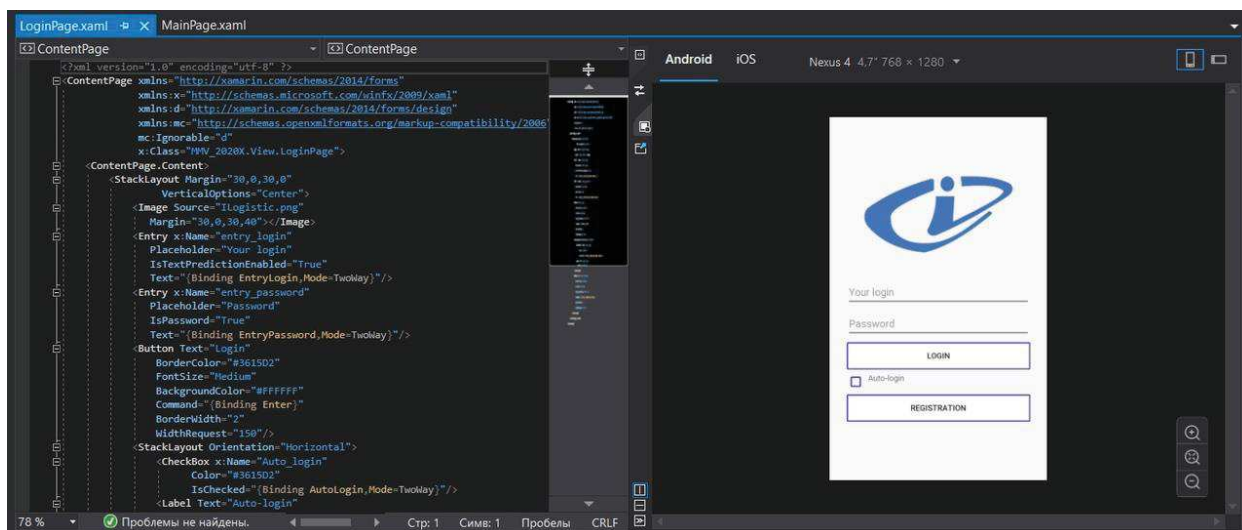 LoginPage.xaml
MainPage.xaml
ContentPage
ContentPage
<?xml version="1.0" encoding="utf-8" ?>
<ContentPage xmlns="http://xamarin.com/schemas/2014/forms"
xmlns:x="http://schemas.microsoft.com/winfx/2009/xaml"
xmlns:d="http://xamarin.com/schemas/2014/forms/design"
xmlns:mc="http://schemas.openxmlformats.org/markup-compatibility/2006"
mc:Ignorable="d"
x:Class="MMV_2020X.View.LoginPage">
<ContentPage.Content>
<StackLayout Margin="30,0,30,0"
VerticalOptions="Center">
<Image Source="ILogistic.png"
Margin="30,0,30,40"></Image>
<Entry x:Name="entry_login"
Placeholder="Your login"
IsTextPredictionEnabled="True"
Text="{Binding EntryLogin,Mode=TwoWay}"/>
<Entry x:Name="entry_password"
Placeholder="Password"
IsPassword="True"
Text="{Binding EntryPassword,Mode=TwoWay}"/>
<Button Text="Login"
BorderColor="#3615D2"
FontSize="Medium"
BackgroundColor="#FFFFFF"
Command="{Binding Enter}"
BorderWidth="2"
WidthRequest="150"/>
<StackLayout Orientation="Horizontal">
<CheckBox x:Name="Auto_login"
Color="#3615D2"
IsChecked="{Binding AutoLogin,Mode=TwoWay}"/>
<Label Text="Auto-login"
78 %
Проблемы не найдены.
Стр: 1
Симв: 1
Пробелы
CRLF
Android
iOS
Nexus 4 4,7" 768 × 1280
Your login
Password
LOGIN
Auto-login
REGISTRATION